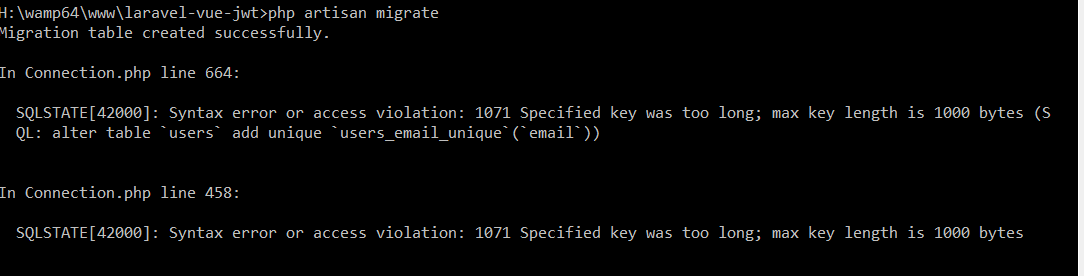 H:\wamp64\www\laravel-vue-jwt>php artisan migrate
Migration table created successfully.
In Connection.php line 664:
SQLSTATE[42000]: Syntax error or access violation: 1071 Specified key was too long; max key length is 1000 bytes (S
QL: alter table `users` add unique `users_email_unique`(`email`))
In Connection.php line 458:
SQLSTATE[42000]: Syntax error or access violation: 1071 Specified key was too long; max key length is 1000 bytes